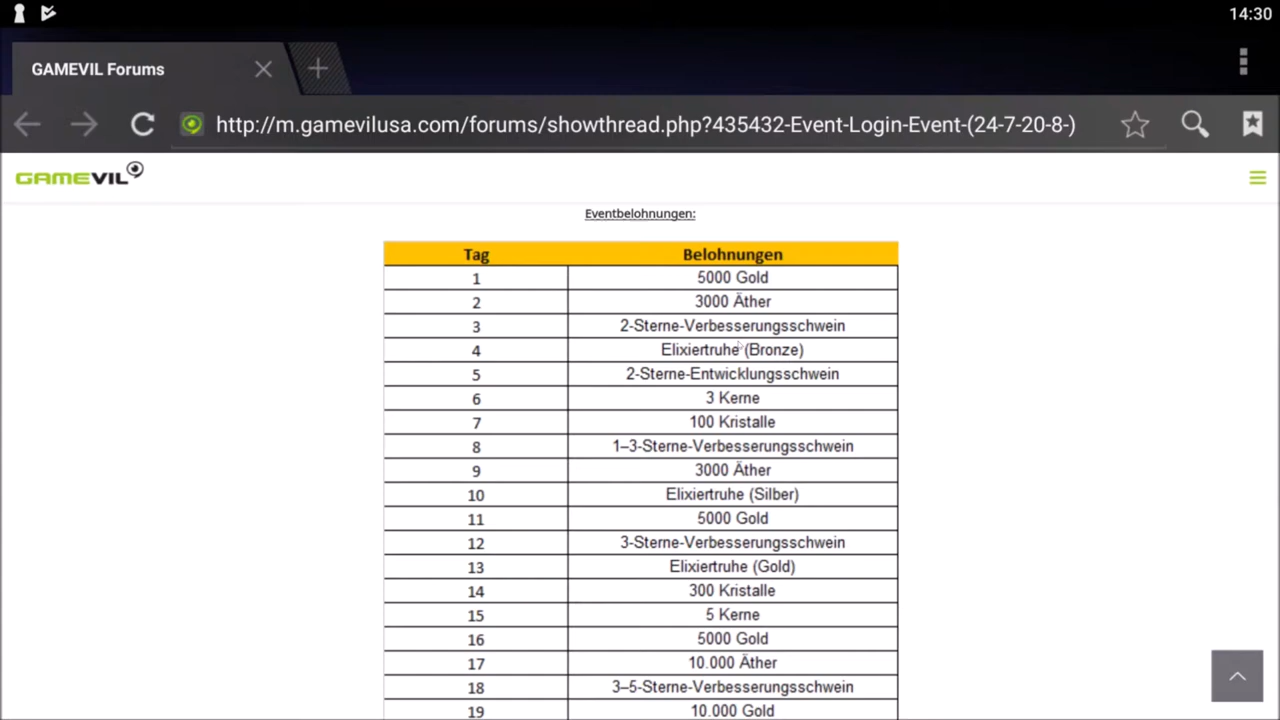 14:30
GAMEVIL Forums
http://m.gamevilusa.com/forums/showthread.php?435432-Event-Login-Event-(24-7-20-8-)
GAMEVIL
Eventbelohnungen:
Tag Belohnungen
1 5000 Gold
2 3000 Äther
3 2-Sterne-Verbesserungsschwein
4 Elixiertruhe (Bronze)
5 2-Sterne-Entwicklungsschwein
6 3 Kerne
7 100 Kristalle
8 1–3-Sterne-Verbesserungsschwein
9 3000 Äther
10 Elixiertruhe (Silber)
11 5000 Gold
12 3-Sterne-Verbesserungsschwein
13 Elixiertruhe (Gold)
14 300 Kristalle
15 5 Kerne
16 5000 Gold
17 10.000 Äther
18 3–5-Sterne-Verbesserungsschwein
19 10.000 Gold